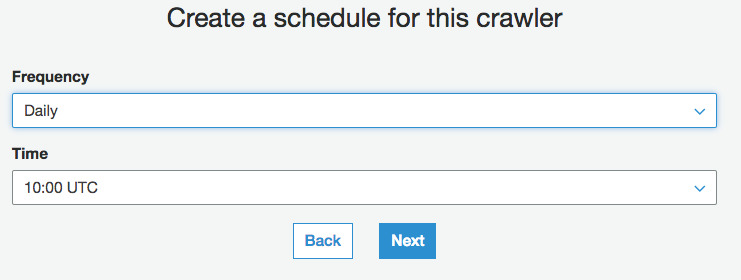 Create a schedule for this crawler
Frequency
Daily
Time
10:00 UTC
Back Next